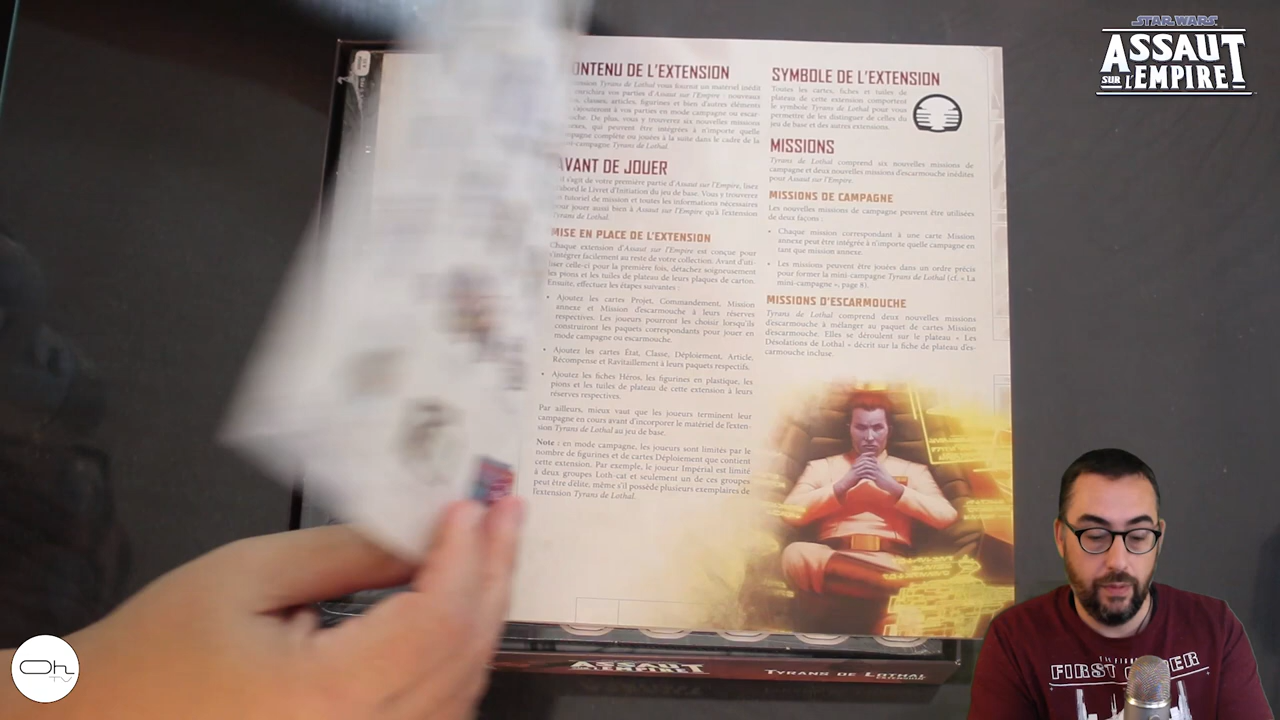 STAR WARS
ASSAUT
SUR L'EMPIRE
ONTENU DE L'EXTENSION
Tyrans de Lothal vous fournit un matériel inédit
vos parties d'Assaut sur l'Empire : nouveaux
classes, articles, figurines et bien d'autres éléments
à vos parties en mode campagne ou
De plus, vous y trouverez six nouvelles missions
qui peuvent être intégrées à n'importe quelle
complète ou jouées à la suite dans le cadre de la
campagne Tyrans de Lothal.
AVANT DE JOUER
s'agit de votre première partie d'Assaut sur l'Empire, lisez
d'abord le Livret d'Initiation du jeu de base. Vous y trouverez
tutoriel de mission et toutes les informations nécessaires
pour jouer aussi bien à Assaut sur l'Empire qu'à l'extension
Tyrans de Lothal.
MISE EN PLACE DE L'EXTENSION
Chaque extension d'Assaut sur l'Empire est conçue pour
s'intégrer facilement au reste de votre collection. Avant d'uti-
liser celle-ci pour la première fois, détachez soigneusement
les pions et les tuiles de plateau de leurs plaques de carton.
Ensuite, effectuez les étapes suivantes :
• Ajoutez les cartes Projet, Commandement, Mission
annexe et Mission d'escarmouche à leurs réserves
respectives. Les joueurs pourront les choisir lorsqu'ils
construiront les paquets correspondants pour jouer en
mode campagne ou escarmouche.
• Ajoutez les cartes État, Classe, Déploiement, Article,
Récompense et Ravitaillement à leurs paquets respectifs.
• Ajoutez les fiches Héros, les figurines en plastique, les
pions et les tuiles de plateau de cette extension à leurs
réserves respectives.
Par ailleurs, mieux vaut que les joueurs terminent leur
campagne en cours avant d'incorporer le matériel de l'exten-
sion Tyrans de Lothal au jeu de base.
Note : en mode campagne, les joueurs sont limités par le
nombre de figurines et de cartes Déploiement que contient
cette extension. Par exemple, le joueur Impérial est limité
à deux groupes Loth-cat et seulement un de ces groupes
peut être d'élite, même s'il possède plusieurs exemplaires de
l'extension Tyrans de Lothal.
SYMBOLE DE L'EXTENSION
Toutes les cartes, fiches et tuiles de
plateau de cette extension comportent
le symbole Tyrans de Lothal pour vous
permettre de les distinguer de celles du
jeu de base et des autres extensions.
MISSIONS
Tyrans de Lothal comprend six nouvelles missions de
campagne et deux nouvelles missions d'escarmouche inédites
pour Assaut sur l'Empire.
MISSIONS DE CAMPAGNE
Les nouvelles missions de campagne peuvent être utilisées
de deux façons :
• Chaque mission correspondant à une carte Mission
annexe peut être intégrée à n'importe quelle campagne en
tant que mission annexe.
• Les missions peuvent être jouées dans un ordre précis
pour former la mini-campagne Tyrans de Lothal (cf. « La
mini-campagne », page 8).
MISSIONS D'ESCARMOUCHE
Tyrans de Lothal comprend deux nouvelles missions
d'escarmouche à mélanger au paquet de cartes Mission
d'escarmouche. Elles se déroulent sur le plateau « Les
Désolations de Lothal » décrit sur la fiche de plateau d'es-
carmouche incluse.
ASSAUT
SUR L'EMPIRE
TYRANS DE LOTHAL
FIRST ORDER
Oh
TV